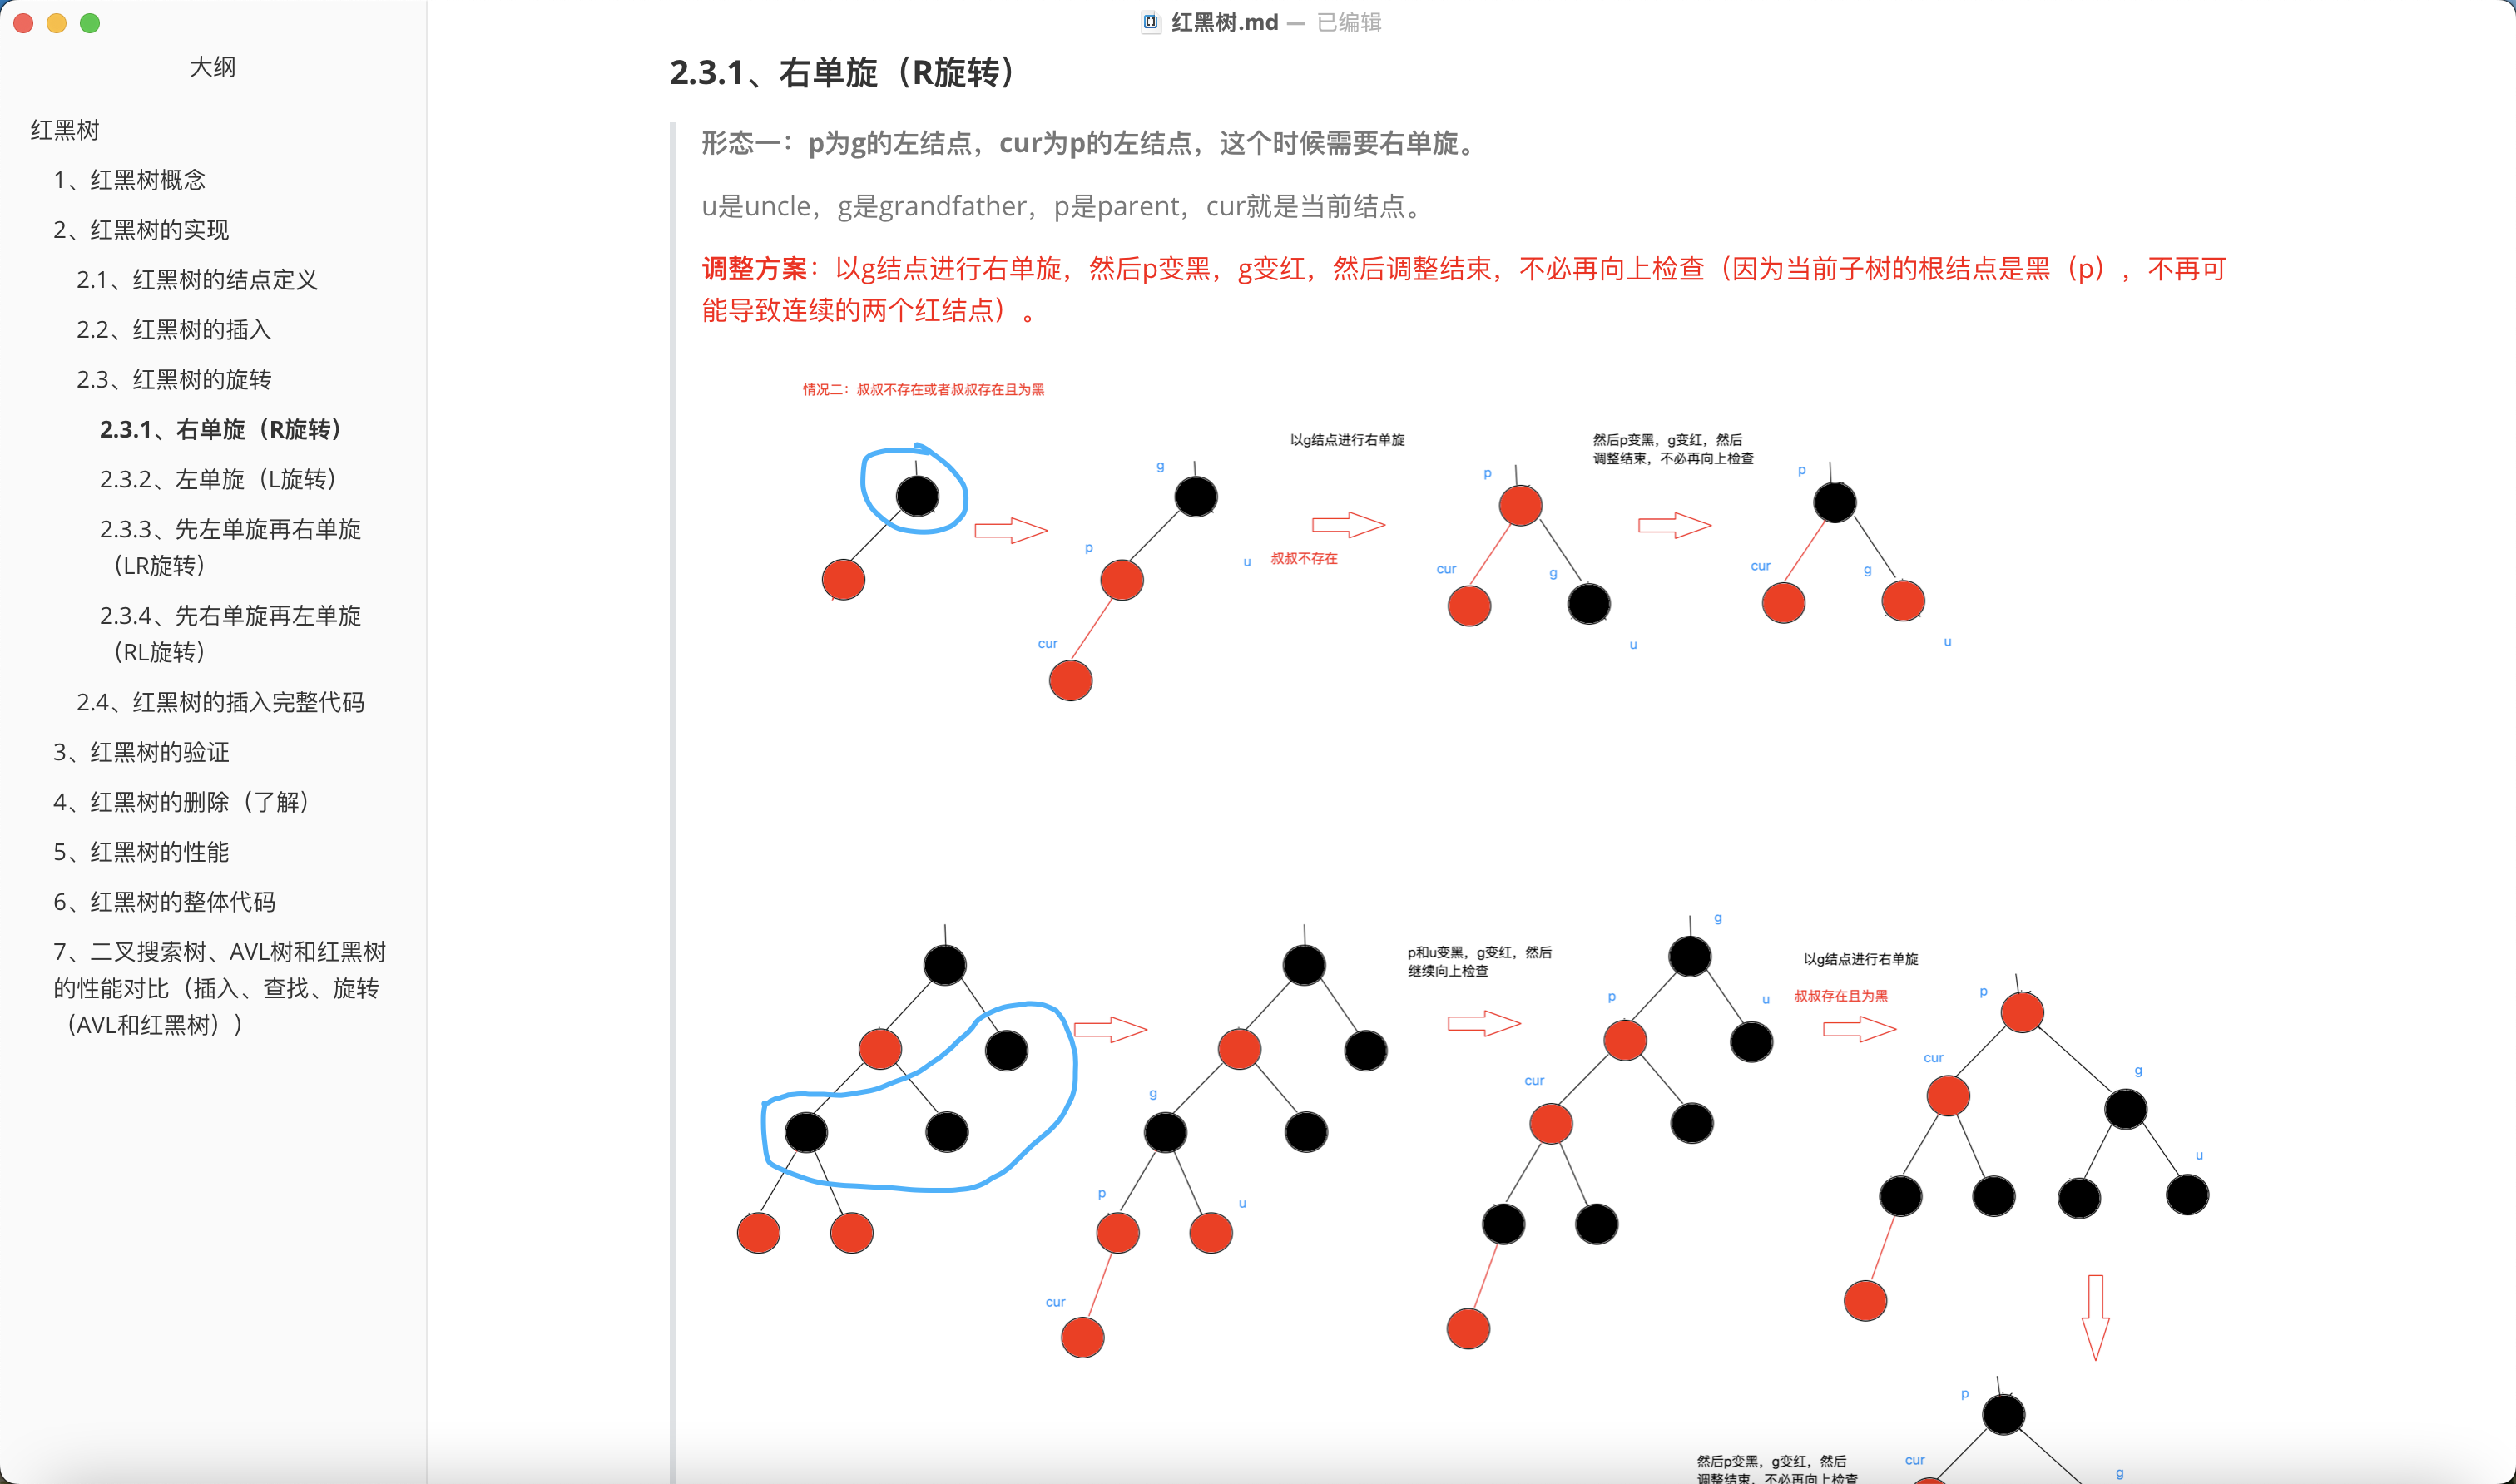 红黑树.md — 已编辑
大纲
红黑树
1、红黑树概念
2、红黑树的实现
2.1、红黑树的结点定义
2.2、红黑树的插入
2.3、红黑树的旋转
2.3.1、右单旋（R旋转）
2.3.2、左单旋（L旋转）
2.3.3、先左单旋再右单旋
（LR旋转）
2.3.4、先右单旋再左单旋
（RL旋转）
2.4、红黑树的插入完整代码
3、红黑树的验证
4、红黑树的删除（了解）
5、红黑树的性能
6、红黑树的整体代码
7、二叉搜索树、AVL树和红黑树
的性能对比（插入、查找、旋转
（AVL和红黑树））
2.3.1、右单旋（R旋转）
形态一：p为g的左结点，cur为p的左结点，这个时候需要右单旋。
u是uncle，g是grandfather，p是parent，cur就是当前结点。
调整方案：以g结点进行右单旋，然后p变黑，g变红，然后调整结束，不必再向上检查（因为当前子树的根结点是黑（p），不再可
能导致连续的两个红结点）。
情况二：叔叔不存在或者叔叔存在且为黑
g
p
u
cur
以g结点进行右单旋
叔叔不存在
p
cur
g
u
然后p变黑，g变红，然后
调整结束，不必再向上检查
p
cur
g
u
g
p
u
cur
p和u变黑，g变红，然后
继续向上检查
g
p
u
cur
以g结点进行右单旋
叔叔存在且为黑
p
cur
g
u
p
然后p变黑，g变红，然后
调整结束，不必再向上检查
cur
g